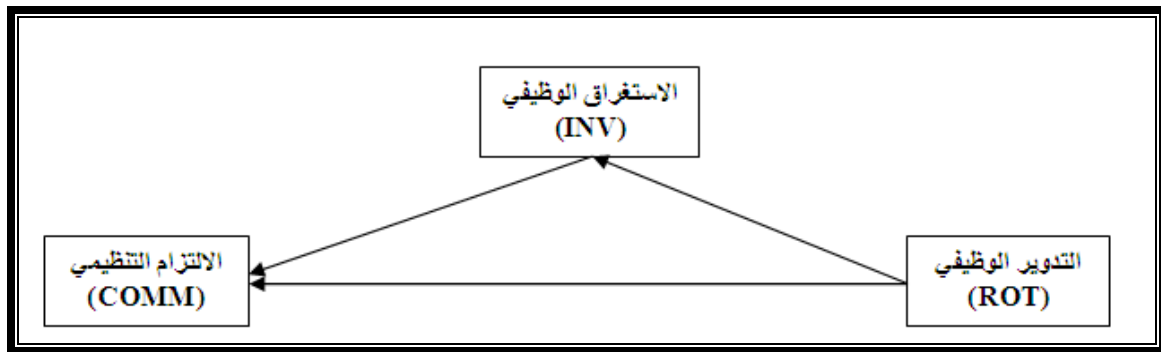 الاستغراق الوظيفي
(INV)
التدوير الوظيفي
(ROT)
الالتزام التنظيمي
(COMM)